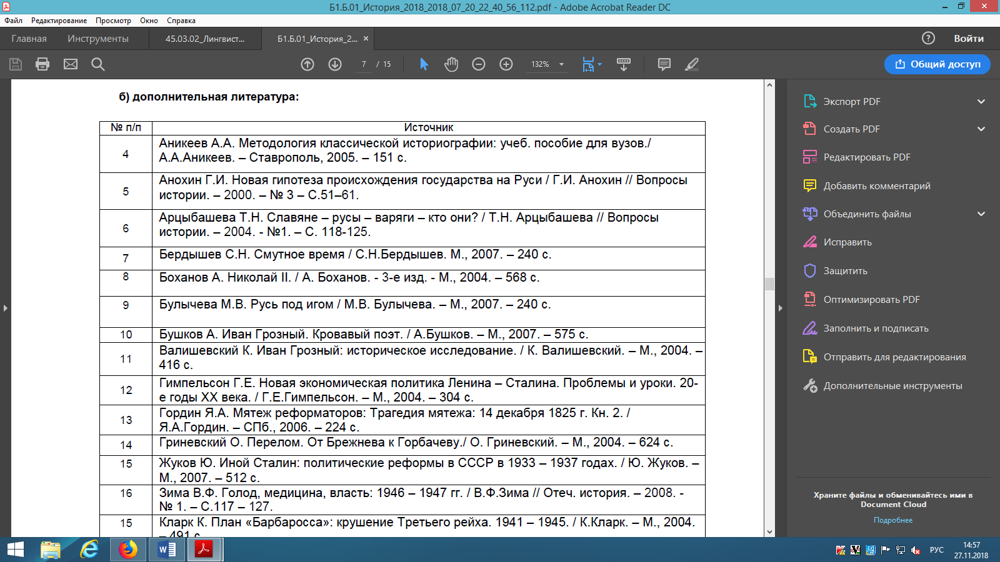 Б1.Б.01_История_2018_2018_07_20_22_40_56_112.pdf - Adobe Acrobat Reader DC
Файл Редактирование Просмотр Окно Справка
Главная Инструменты 45.03.02_Лингвист... Б1.Б.01_История_2... Войти
7 / 15 132% Общий доступ
б) дополнительная литература:
№ п/п Источник
4 Аникеев А.А. Методология классической историографии: учеб. пособие для вузов./
А.А.Аникеев. – Ставрополь, 2005. – 151 с.
5 Анохин Г.И. Новая гипотеза происхождения государства на Руси / Г.И. Анохин // Вопросы
истории. – 2000. – № 3 – С.51–61.
6 Арцыбашева Т.Н. Славяне – русы – варяги – кто они? / Т.Н. Арцыбашева // Вопросы
истории. – 2004. - №1. – С. 118-125.
7 Бердышев С.Н. Смутное время / С.Н.Бердышев. М., 2007. – 240 с.
8 Боханов А. Николай II. / А. Боханов. - 3-е изд. - М., 2004. – 568 с.
9 Булычева М.В. Русь под игом / М.В. Булычева. – М., 2007. – 240 с.
10 Бушков А. Иван Грозный. Кровавый поэт. / А.Бушков. – М., 2007. – 575 с.
11 Валишевский К. Иван Грозный: историческое исследование. / К. Валишевский. – М., 2004. –
416 с.
12 Гимпельсон Г.Е. Новая экономическая политика Ленина – Сталина. Проблемы и уроки. 20-
е годы XX века. / Г.Е.Гимпельсон. – М., 2004. – 304 с.
13 Гордин Я.А. Мятеж реформаторов: Трагедия мятежа: 14 декабря 1825 г. Кн. 2. /
Я.А.Гордин. – СПб., 2006. – 224 с.
14 Гриневский О. Перелом. От Брежнева к Горбачеву./ О. Гриневский. – М., 2004. – 624 с.
15 Жуков Ю. Иной Сталин: политические реформы в СССР в 1933 – 1937 годах. / Ю. Жуков. –
М., 2007. – 512 с.
16 Зима В.Ф. Голод, медицина, власть: 1946 – 1947 гг. / В.Ф.Зима // Отеч. история. – 2008. -
№ 1. – С.117 – 127.
15 Кларк К. План «Барбаросса»: крушение Третьего рейха. 1941 – 1945. / К.Кларк. – М., 2004.
– 491 с
Экспорт PDF
Создать PDF
Редактировать PDF
Добавить комментарий
Объединить файлы
Исправить
Защитить
Оптимизировать PDF
Заполнить и подписать
Отправить для редактирования
Дополнительные инструменты
Храните файлы и обменивайтесь ими в
Document Cloud
Подробнее
РУС
14:57
27.11.2018